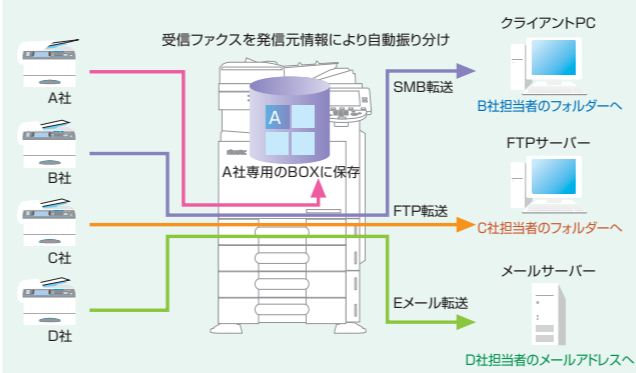 受信ファクスを発信元情報により自動振り分け
クライアントPC
A社
SMB転送
B社担当者のフォルダーへ
A
A社専用のBOXに保存
FTPサーバー
B社
FTP転送
C社担当者のフォルダーへ
C社
メールサーバー
Eメール転送
D社
D社担当者のメールアドレスへ